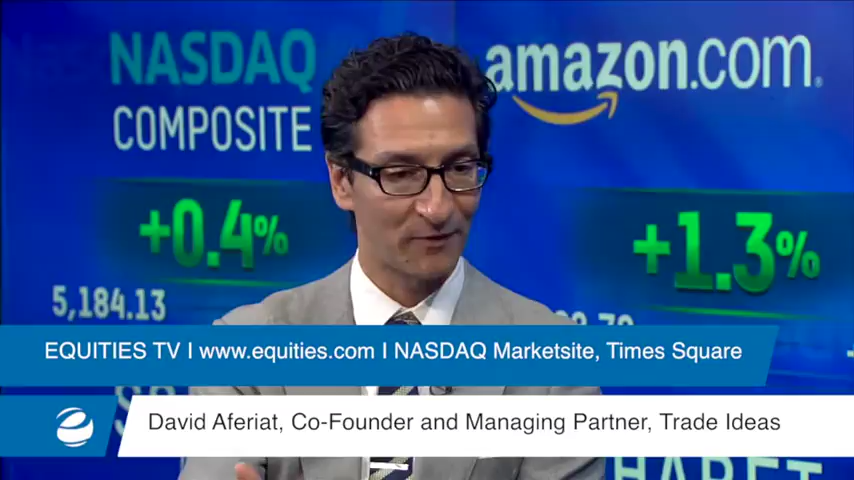 NASDAQ
COMPOSITE
+0.4%
5,184.13
amazon.com
+1.3%
EQUITIES TV I www.equities.com I NASDAQ Marketsite, Times Square
David Aferiat, Co-Founder and Managing Partner, Trade Ideas